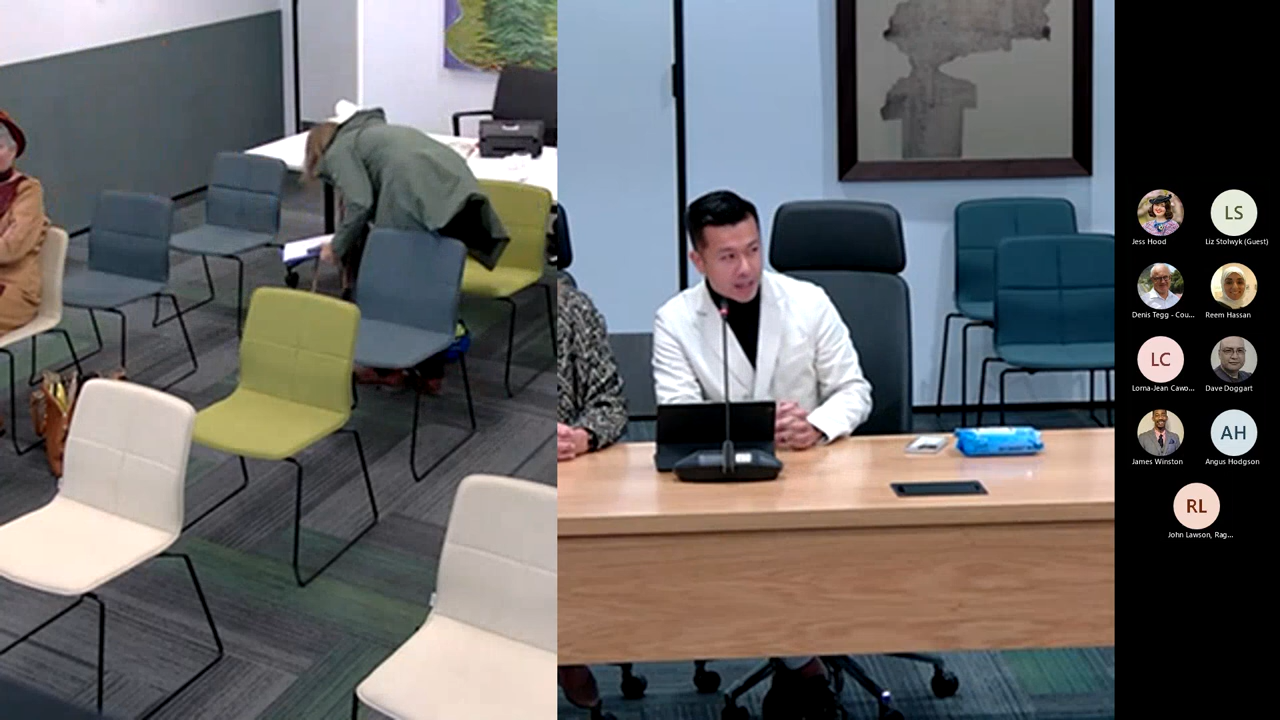 Jess Hood
LS
Liz Stolwyk (Guest)
Denis Tegg - Cou...
Reem Hassan
LC
Lorna-Jean Cawo...
Dave Doggart
James Winston
AH
Angus Hodgson
RL
John Lawson, Rag...